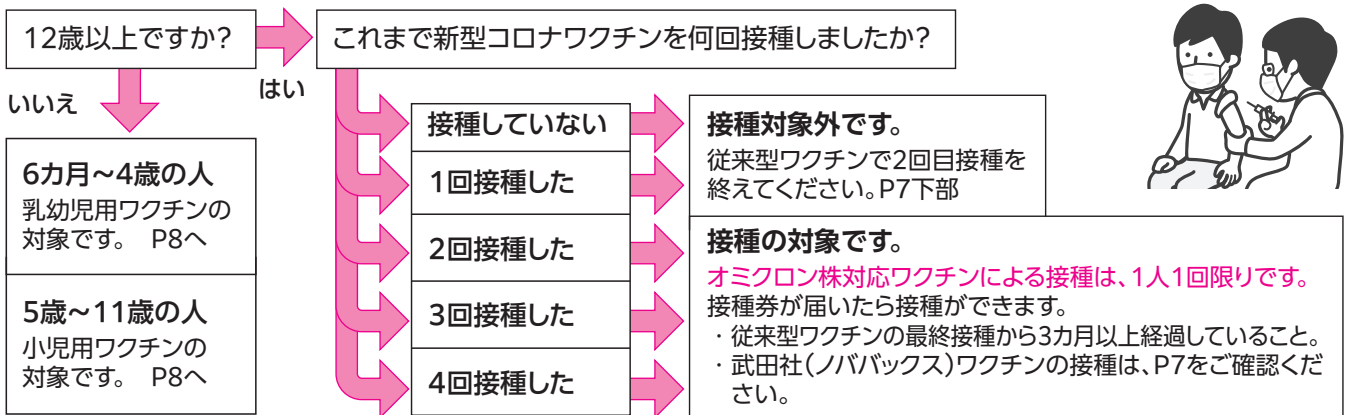 12歳以上ですか?
これまで新型コロナワクチンを何回接種しましたか?
いいえ
はい
6カ月~4歳の人
乳幼児用ワクチンの
対象です。 P8へ
5歳~11歳の人
小児用ワクチンの
対象です。 P8へ
接種していない
1回接種した
2回接種した
3回接種した
4回接種した
接種対象外です。
従来型ワクチンで2回目接種を
終えてください。P7下部
接種の対象です。
オミクロン株対応ワクチンによる接種は、1人1回限りです。
接種券が届いたら接種ができます。
・従来型ワクチンの最終接種から3カ月以上経過していること。
・武田社(ノババックス)ワクチンの接種は、P7をご確認くだ
さい。